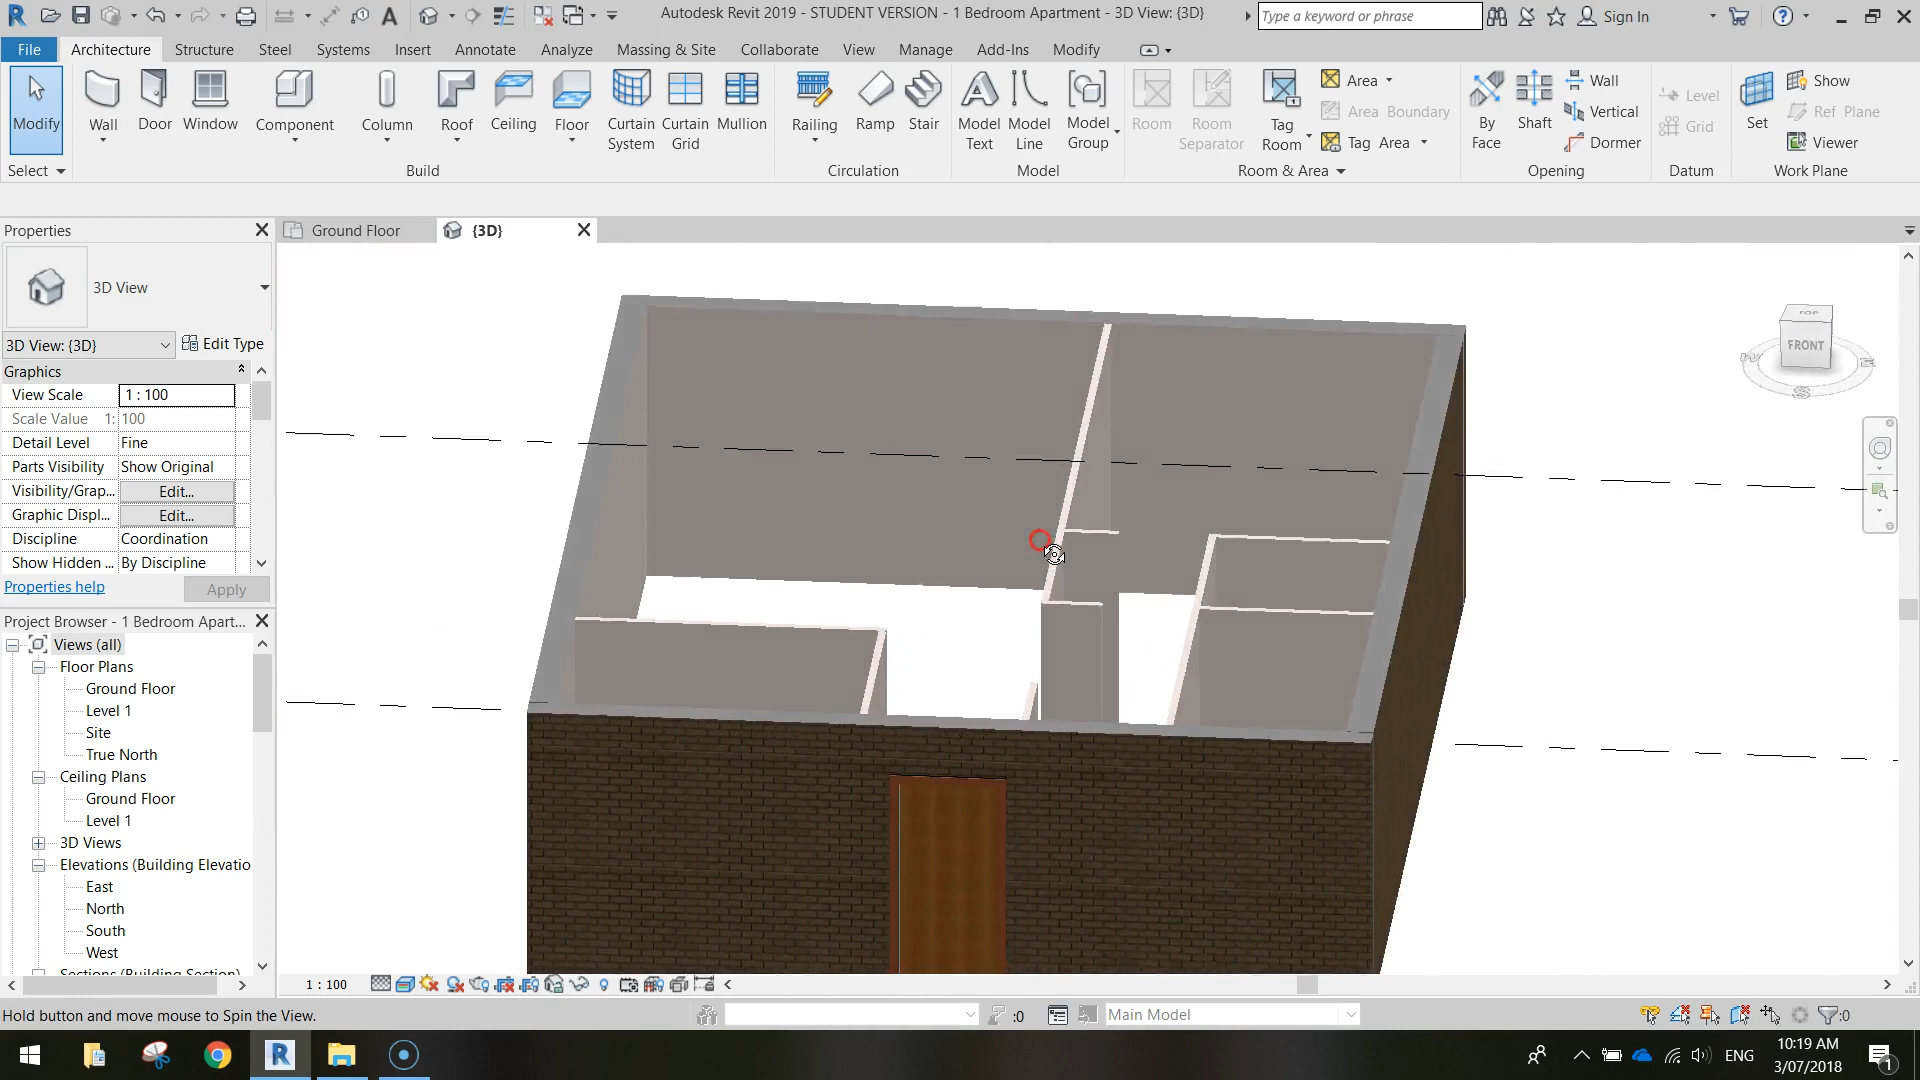 Autodesk Revit 2019 - STUDENT VERSION - 1 Bedroom Apartment - 3D View: {3D}
Type a keyword or phrase
Sign In
File Architecture Structure Steel Systems Insert Annotate Analyze Massing & Site Collaborate View Manage Add-Ins Modify
Modify Wall Door Window Component Column Roof Ceiling Floor Curtain System Curtain Grid Mullion Railing Ramp Stair Model Text Model Line Model Group Room Room Separator Tag Room Area Area Boundary Tag Area By Face Shaft Wall Vertical Dormer Level Grid Set Show Ref Plane Viewer
Select Build Circulation Model Room & Area Opening Datum Work Plane
Properties
Ground Floor {3D}
3D View
3D View: {3D} Edit Type
Graphics
View Scale 1 : 100
Scale Value 1: 100
Detail Level Fine
Parts Visibility Show Original
Visibility/Grap... Edit...
Graphic Displ... Edit...
Discipline Coordination
Show Hidden ... By Discipline
Properties help Apply
Project Browser - 1 Bedroom Apart...
Views (all)
Floor Plans
Ground Floor
Level 1
Site
True North
Ceiling Plans
Ground Floor
Level 1
3D Views
Elevations (Building Elevatio
East
North
South
West
Sections (Building Section)
TOP
FRONT
S
1 : 100
Hold button and move mouse to Spin the View.
:0
Main Model
:0
ENG
10:19 AM
3/07/2018
1